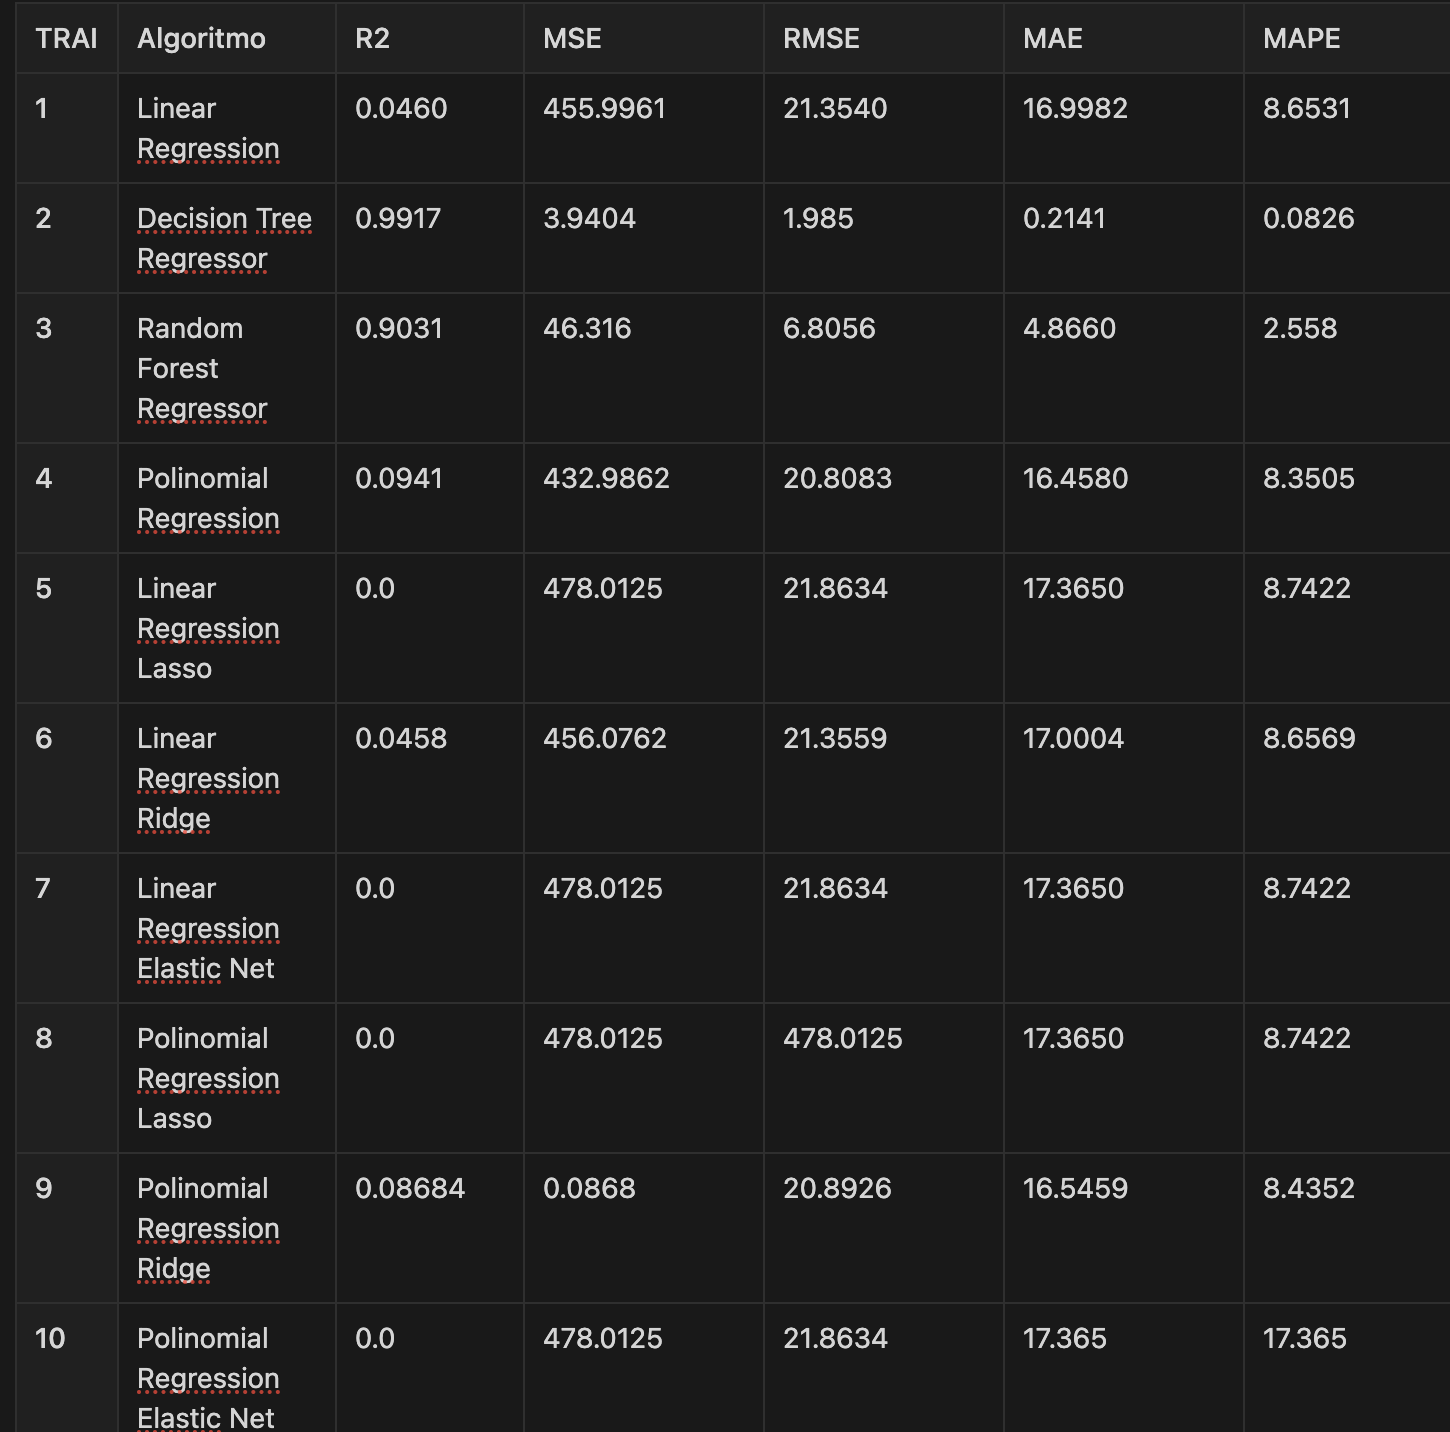 TRAI Algoritmo R2 MSE RMSE MAE MAPE
1 Linear 0.0460 455.9961 21.3540 16.9982 8.6531
Regression
2 Decision Tree 0.9917 3.9404 1.985 0.2141 0.0826
Regressor
3 Random 0.9031 46.316 6.8056 4.8660 2.558
Forest
Regressor
4 Polinomial 0.0941 432.9862 20.8083 16.4580 8.3505
Regression
5 Linear 0.0 478.0125 21.8634 17.3650 8.7422
Regression
Lasso
6 Linear 0.0458 456.0762 21.3559 17.0004 8.6569
Regression
Ridge
7 Linear 0.0 478.0125 21.8634 17.3650 8.7422
Regression
Elastic Net
8 Polinomial 0.0 478.0125 478.0125 17.3650 8.7422
Regression
Lasso
9 Polinomial 0.08684 0.0868 20.8926 16.5459 8.4352
Regression
Ridge
10 Polinomial 0.0 478.0125 21.8634 17.365 17.365
Regression
Elastic Net